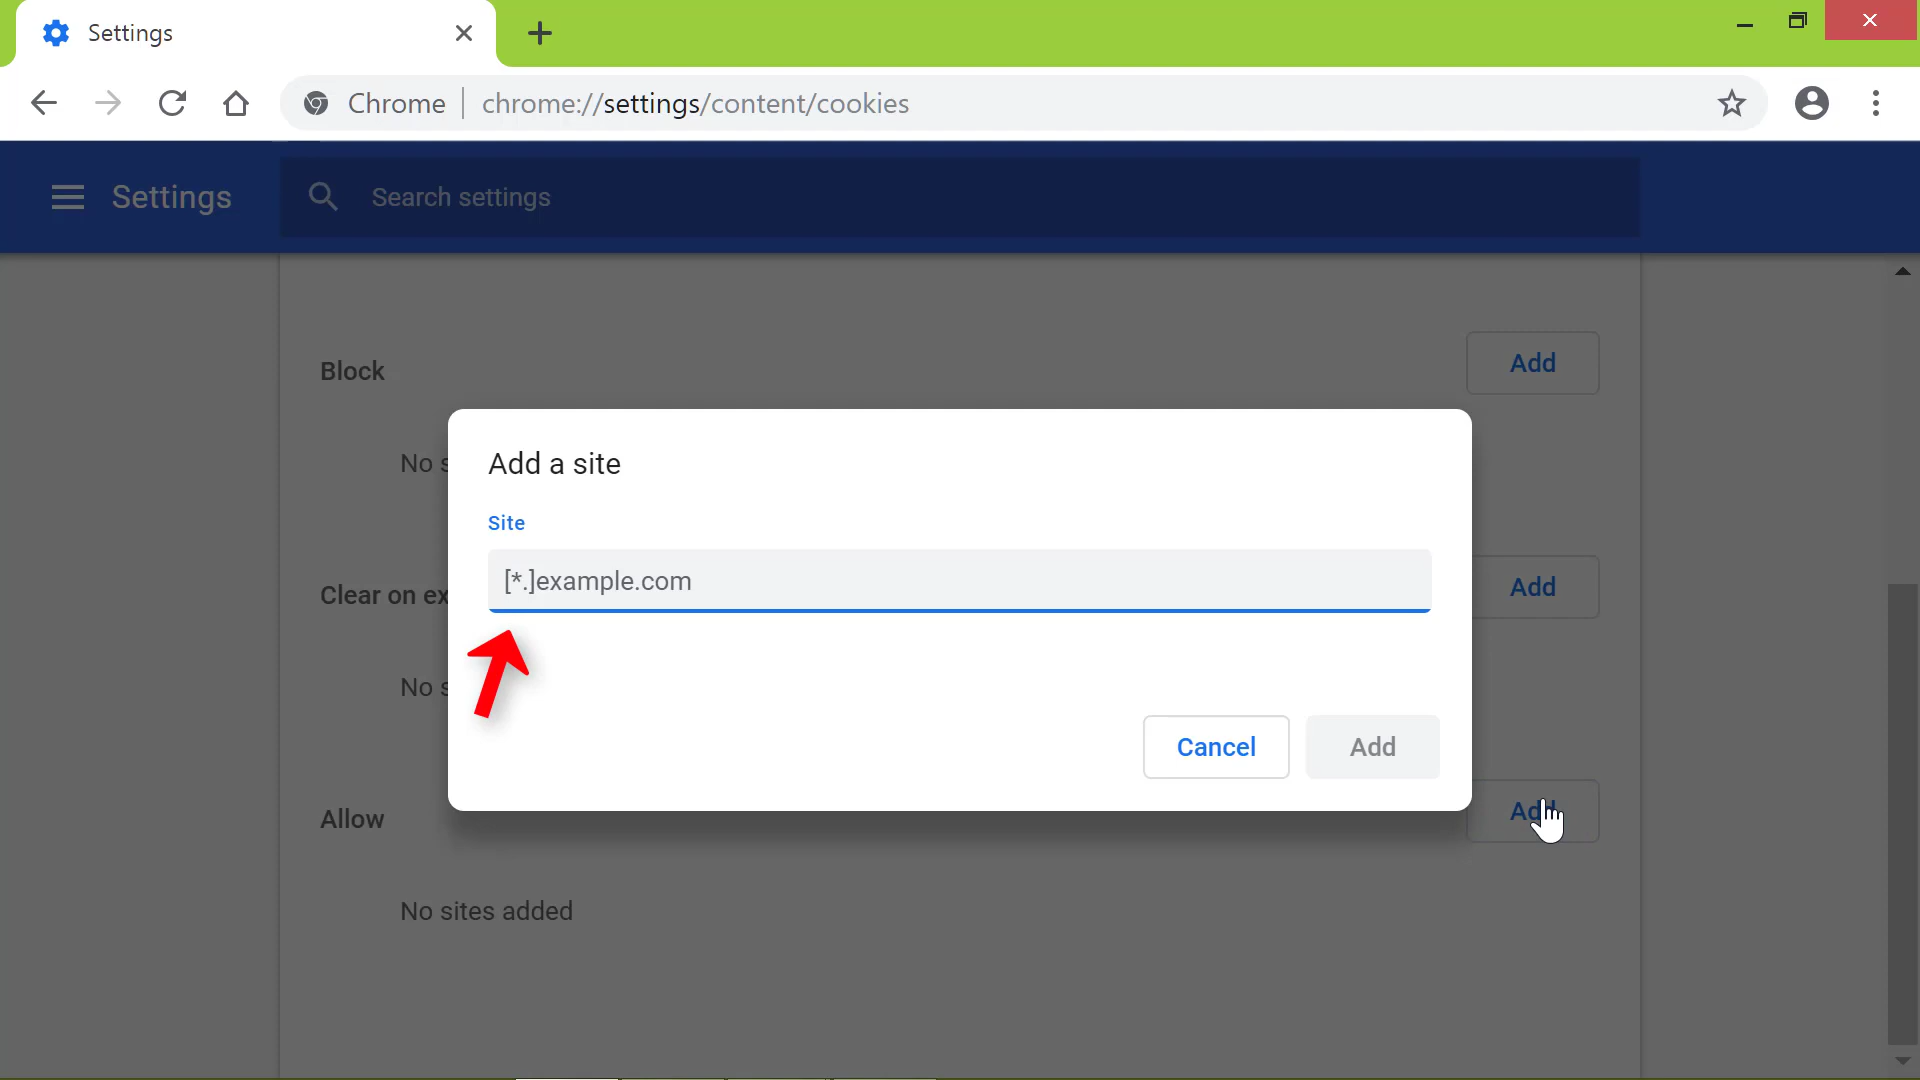 Settings
Chrome chrome://settings/content/cookies
Settings Search settings
Block Add
No s
Add a site
Site
[*.]example.com
Clear on ex Add
No s
Cancel Add
Allow Add
No sites added